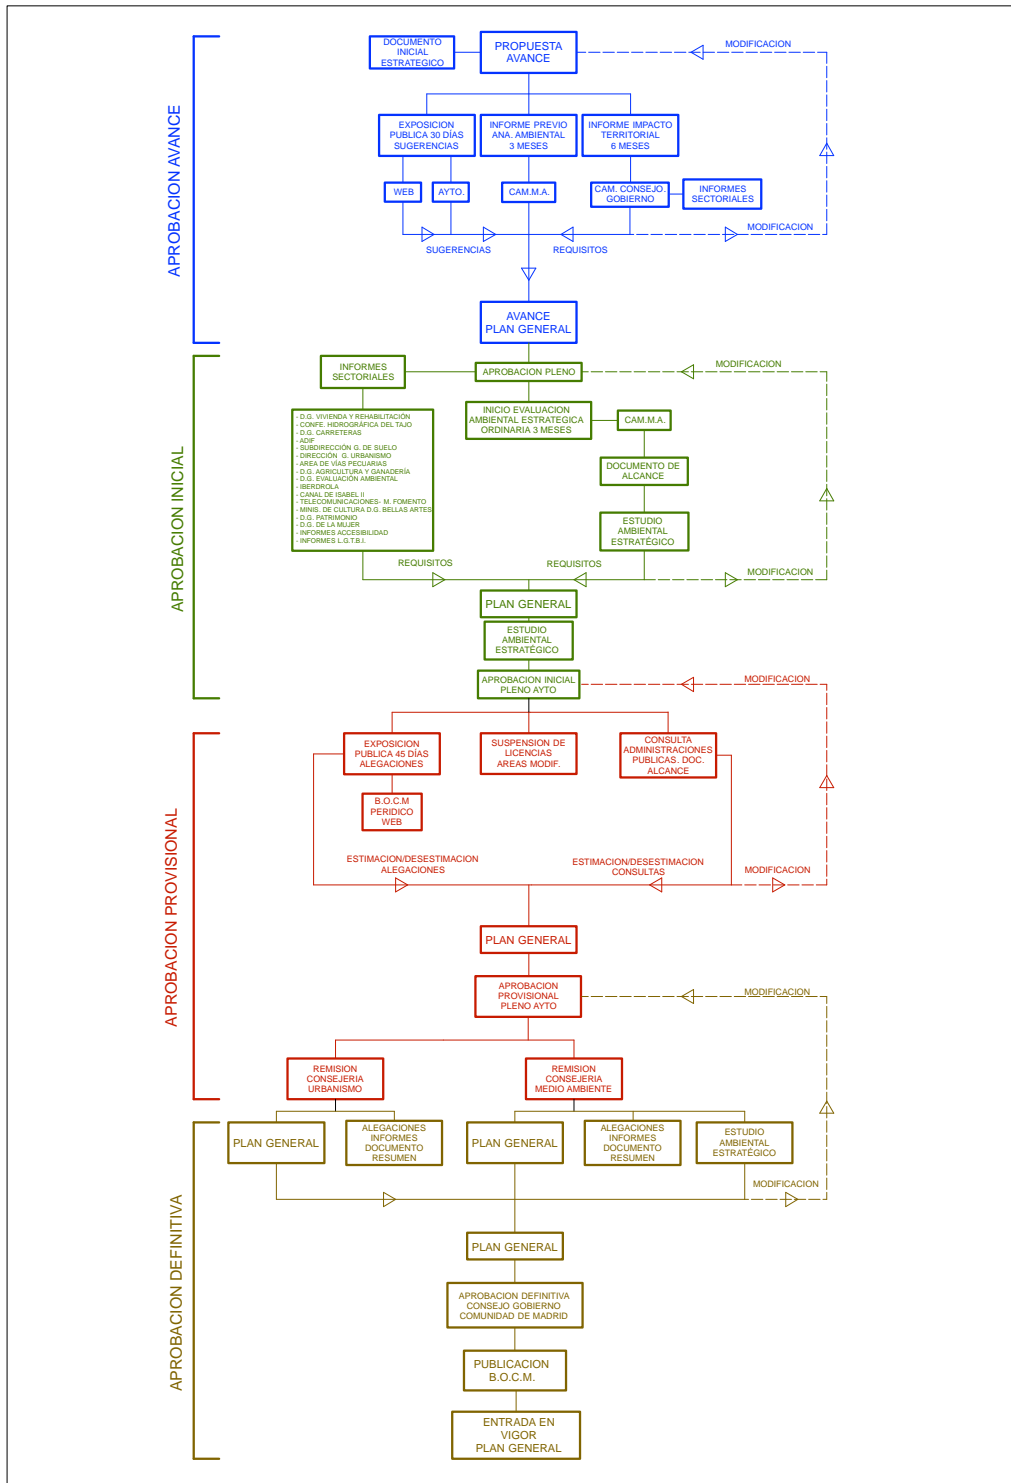 APROBACION AVANCE
DOCUMENTO
INICIAL
ESTRATEGICO
PROPUESTA
AVANCE
MODIFICACION
EXPOSICION
PUBLICA 30 DÍAS
SUGERENCIAS
INFORME PREVIO
ANA. AMBIENTAL
3 MESES
INFORME IMPACTO
TERRITORIAL
6 MESES
WEB
AYTO.
CAM.M.A.
CAM. CONSEJO.
GOBIERNO
INFORMES
SECTORIALES
SUGERENCIAS
REQUISITOS
MODIFICACION
AVANCE
PLAN GENERAL
APROBACION INICIAL
INFORMES
SECTORIALES
APROBACION PLENO
MODIFICACION
INICIO EVALUACION
AMBIENTAL ESTRATEGICA
ORDINARIA 3 MESES
CAM.M.A.
- D.G. VIVIENDA Y REHABILITACIÓN
- CONFE. HIDROGRÁFICA DEL TAJO
- D.G. CARRETERAS
- ADIF
- SUBDIRECCIÓN G. DE SUELO
- DIRECCIÓN  G. URBANISMO
- AREA DE VÍAS PECUARIAS
- D.G. AGRICULTURA Y GANADERÍA
- D.G. EVALUACIÓN AMBIENTAL
- IBERDROLA
- CANAL DE ISABEL II
- TELECOMUNICACIONES- M. FOMENTO
- MINIS. DE CULTURA D.G. BELLAS ARTES
- D.G. PATRIMONIO
- D.G. DE LA MUJER
- INFORMES ACCESIBILIDAD
- INFORMES L.G.T.B.I.
DOCUMENTO DE
ALCANCE
ESTUDIO
AMBIENTAL
ESTRATÉGICO
REQUISITOS
REQUISITOS
MODIFICACION
PLAN GENERAL
ESTUDIO
AMBIENTAL
ESTRATÉGICO
APROBACION INICIAL
PLENO AYTO
MODIFICACION
APROBACION PROVISIONAL
EXPOSICION
PUBLICA 45 DÍAS
ALEGACIONES
SUSPENSION DE
LICENCIAS
AREAS MODIF.
CONSULTA
ADMINISTRACIONES
PUBLICAS. DOC.
ALCANCE
B.O.C.M
PERIDICO
WEB
ESTIMACION/DESESTIMACION
ALEGACIONES
ESTIMACION/DESESTIMACION
CONSULTAS
MODIFICACION
PLAN GENERAL
APROBACION
PROVISIONAL
PLENO AYTO
MODIFICACION
REMISION
CONSEJERIA
URBANISMO
REMISION
CONSEJERIA
MEDIO AMBIENTE
APROBACION DEFINITIVA
PLAN GENERAL
ALEGACIONES
INFORMES
DOCUMENTO
RESUMEN
PLAN GENERAL
ALEGACIONES
INFORMES
DOCUMENTO
RESUMEN
ESTUDIO
AMBIENTAL
ESTRATÉGICO
MODIFICACION
PLAN GENERAL
APROBACION DEFINITIVA
CONSEJO GOBIERNO
COMUNIDAD DE MADRID
PUBLICACION
B.O.C.M.
ENTRADA EN
VIGOR
PLAN GENERAL